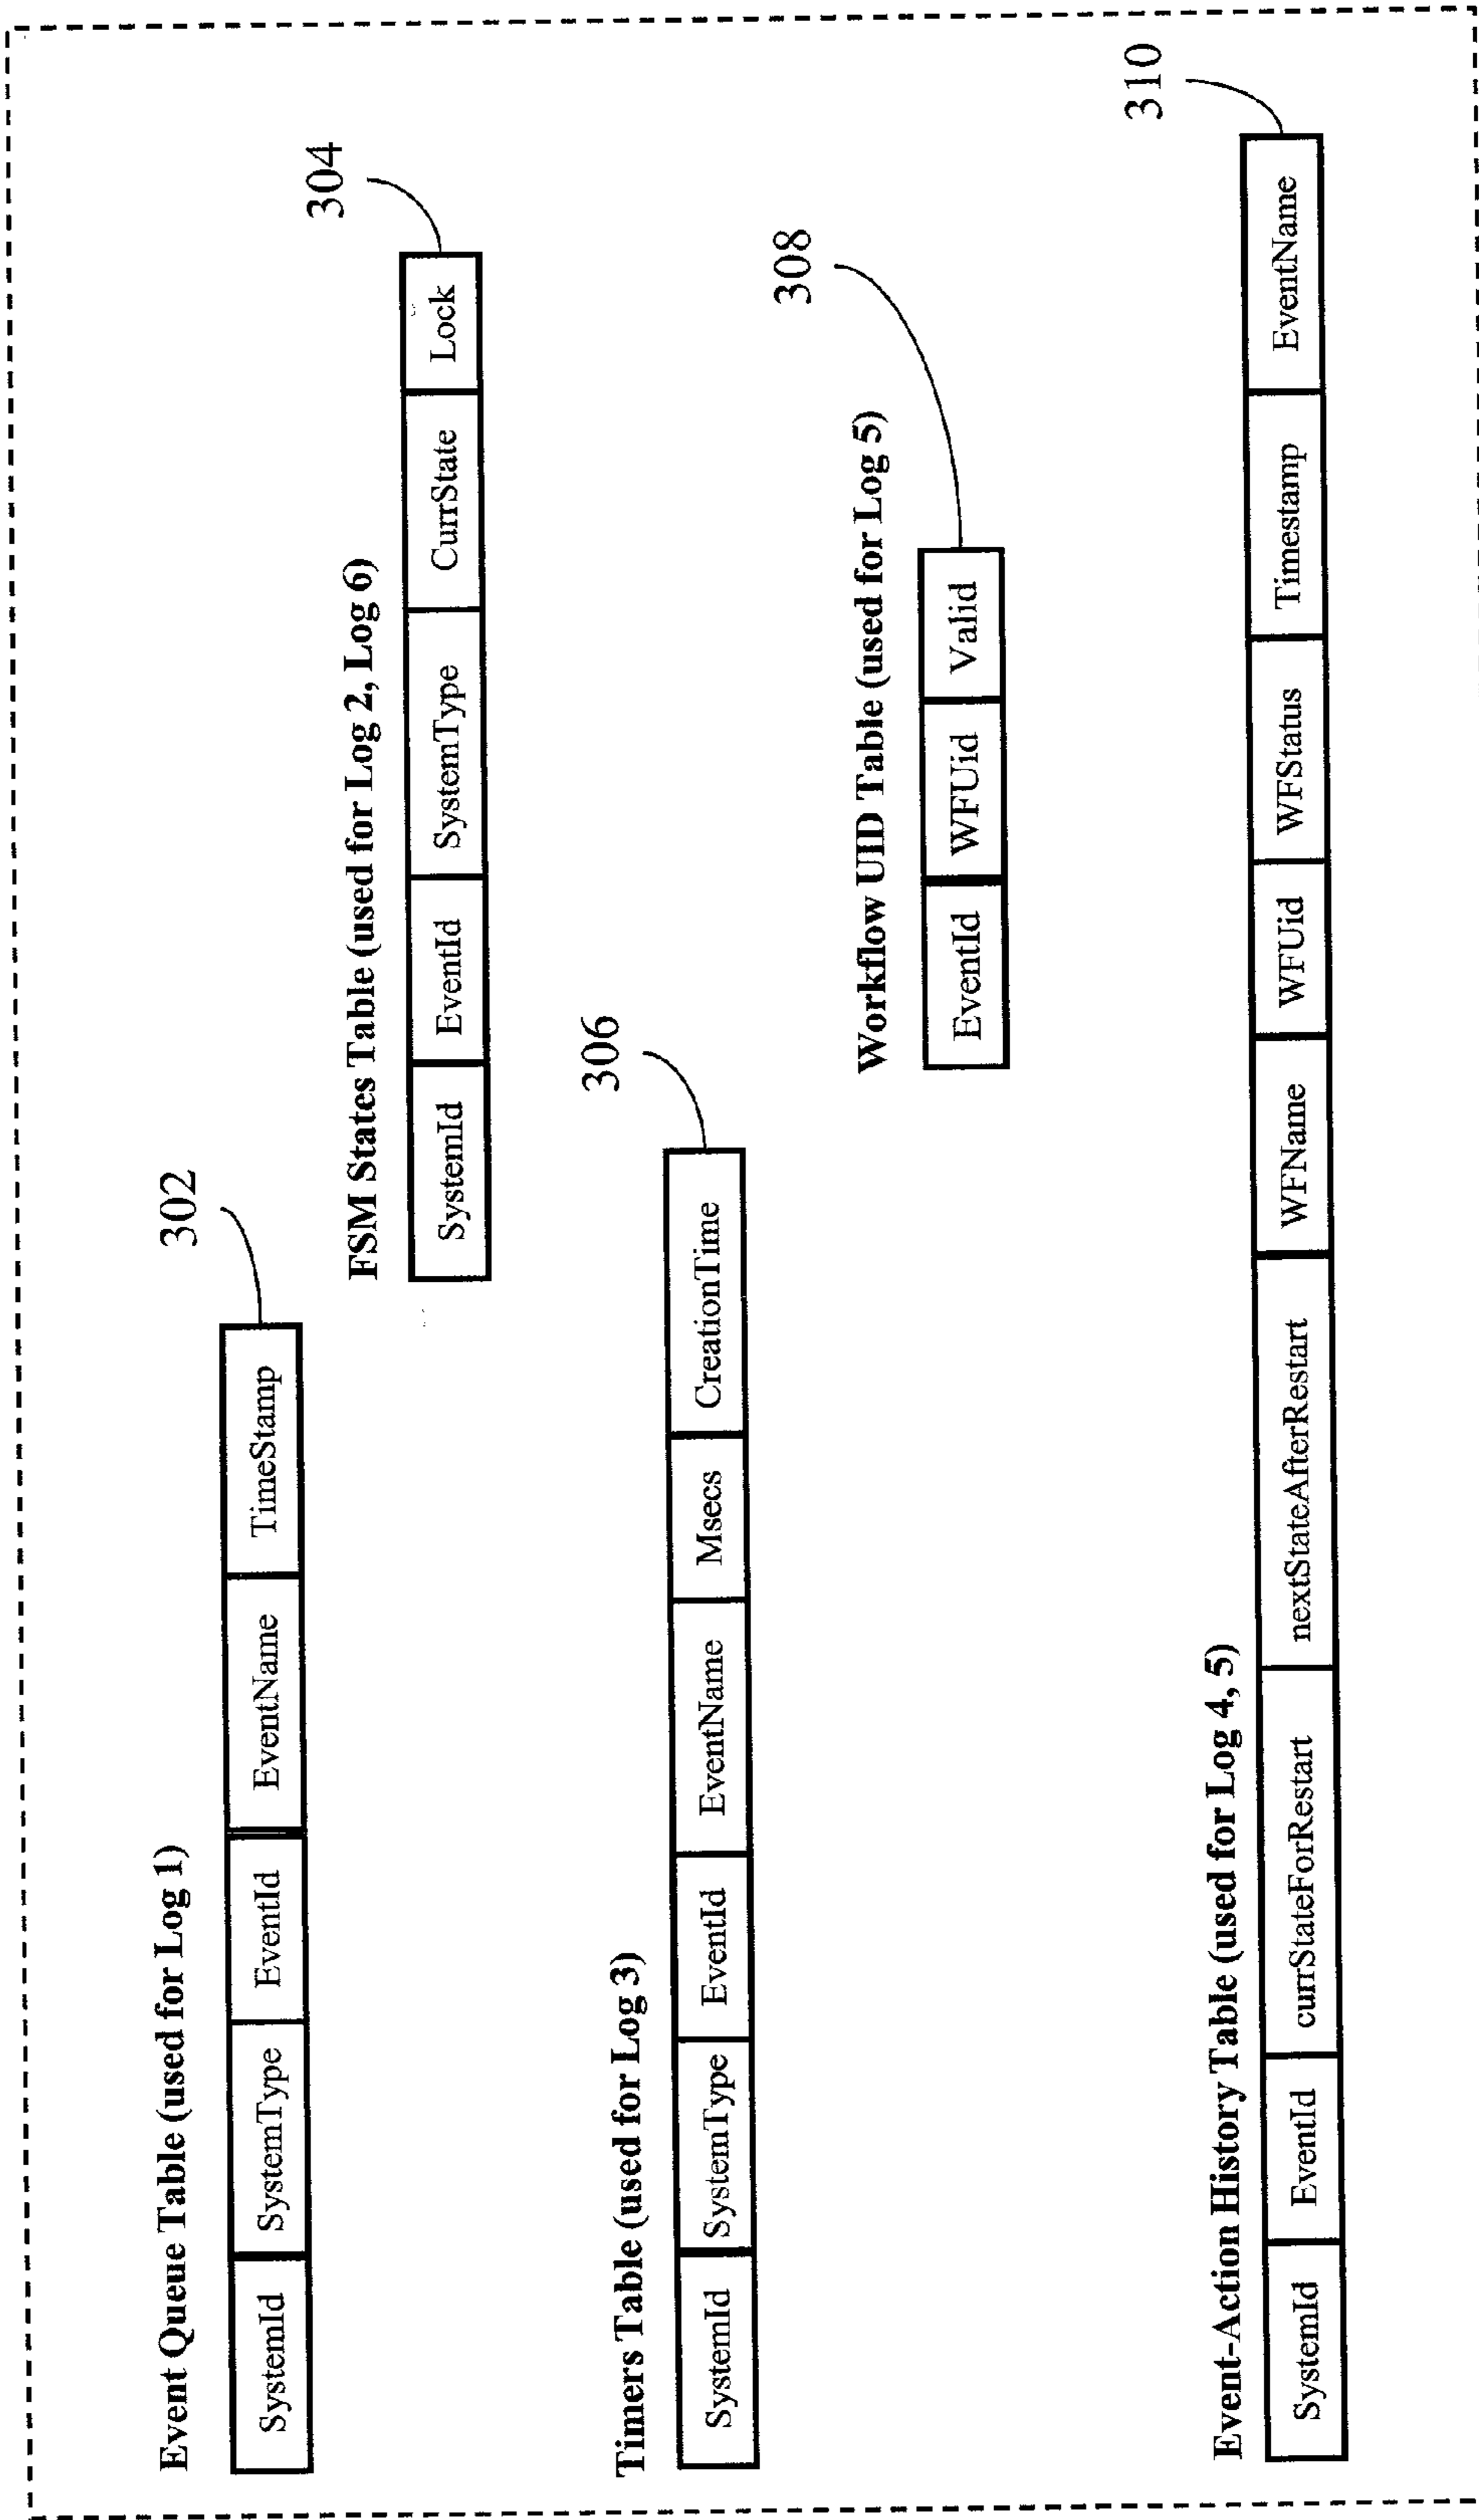 Event Queue Table (used for Log 1)
302
SystemId SystemType EventId EventName TimeStamp
FSM States Table (used for Log 2, Log 6)
304
SystemId EventId SystemType CurrState Lock
Timers Table (used for Log 3)
306
SystemId SystemType EventId EventName Msecs CreationTime
Workflow UID Table (used for Log 5)
308
EventId WFUid Valid
Event-Action History Table (used for Log 4, 5)
310
SystemId EventId currStateForRestart nextStateAfterRestart WFName WFUid WFStatus Timestamp EventName